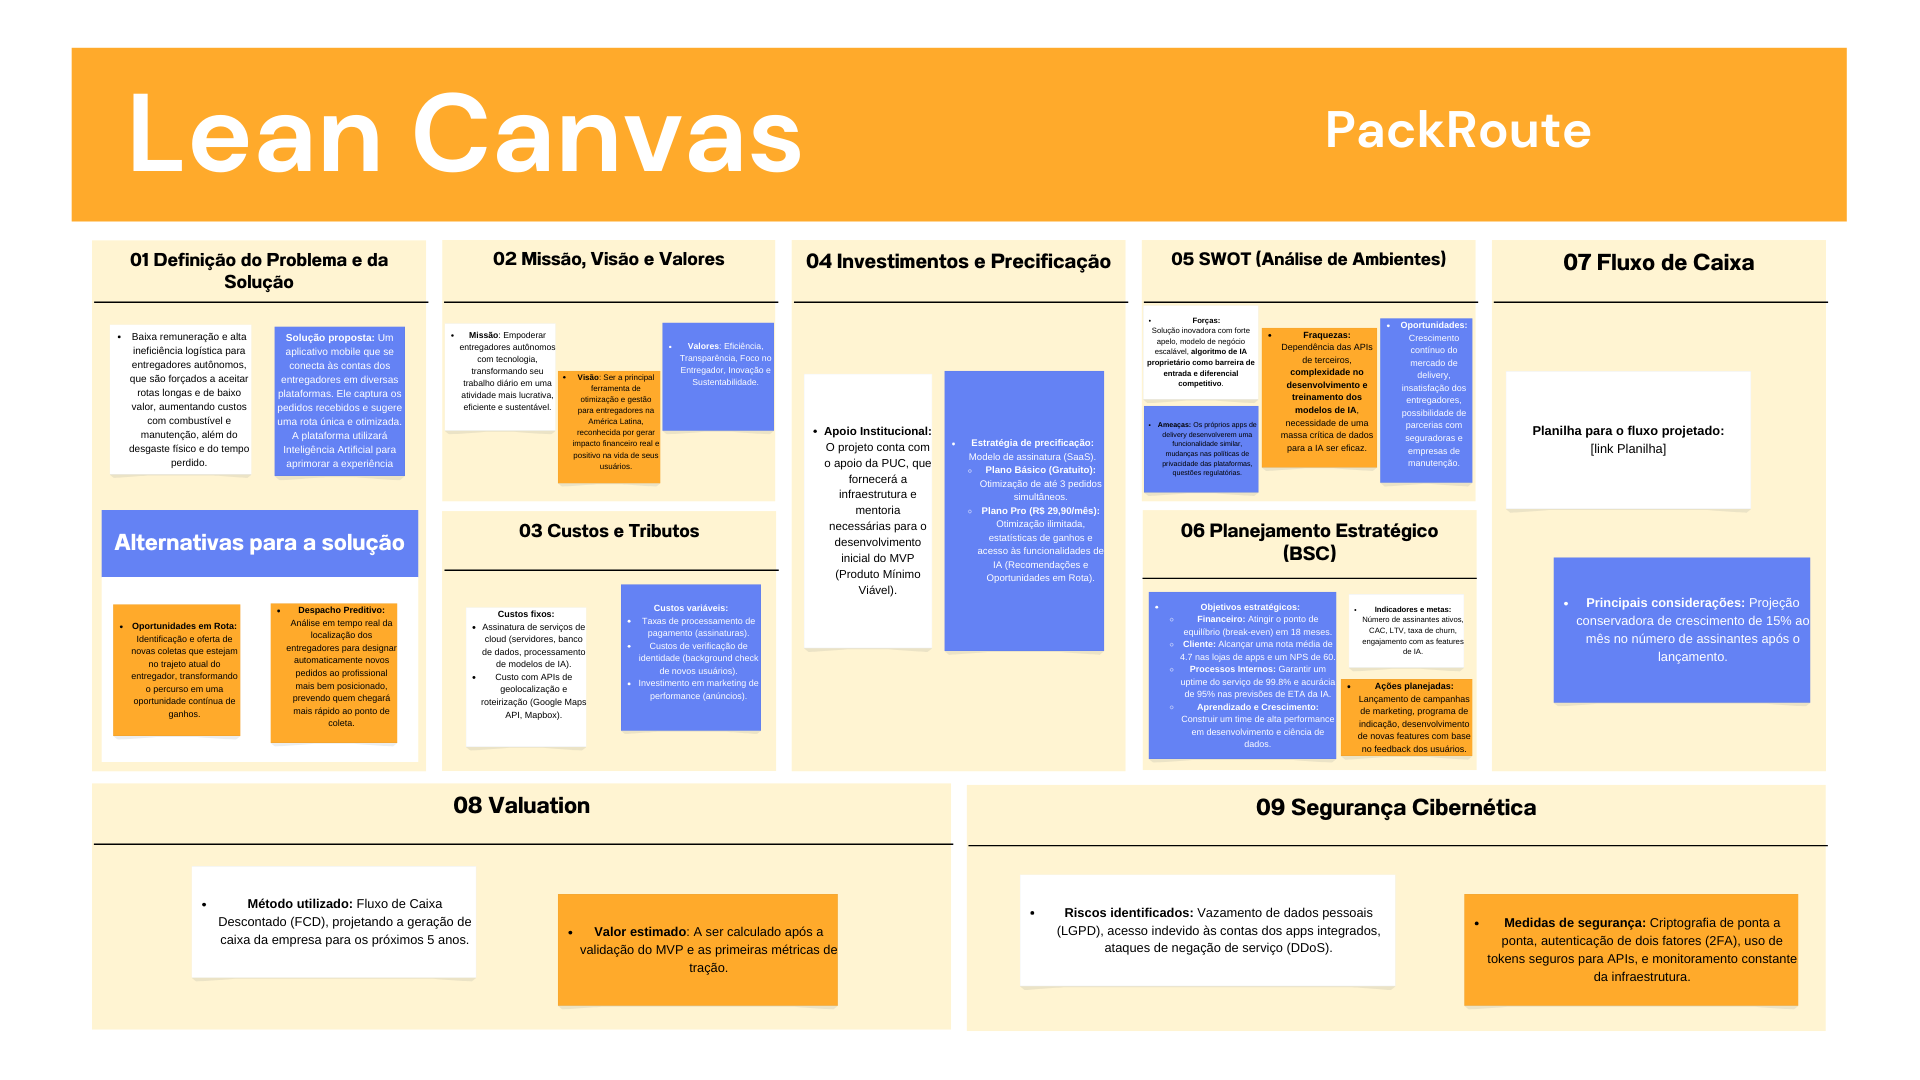 Lean Canvas
PackRoute
01 Definição do Problema e da
Solução
• Baixa remuneração e alta
ineficiência logística para
entregadores autônomos,
que são forçados a aceitar
rotas longas e de baixo
valor, aumentando custos
com combustível e
manutenção, além do
desgaste físico e do tempo
perdido.
Solução proposta: Um
aplicativo mobile que se
conecta às contas dos
entregadores em diversas
plataformas. Ele captura os
pedidos recebidos e sugere
uma rota única e otimizada.
A plataforma utilizará
Inteligência Artificial para
aprimorar a experiência
Alternativas para a solução
• Oportunidades em Rota:
Identificação e oferta de
novas coletas que estejam
no trajeto atual do
entregador, transformando
o percurso em uma
oportunidade contínua de
ganhos.
• Despacho Preditivo:
Análise em tempo real da
localização dos
entregadores para designar
automaticamente novos
pedidos ao profissional
mais bem posicionado,
prevendo quem chegará
mais rápido ao ponto de
coleta.
02 Missão, Visão e Valores
• Missão: Empoderar
entregadores autônomos
com tecnologia,
transformando seu
trabalho diário em uma
atividade mais lucrativa,
eficiente e sustentável.
• Visão: Ser a principal
ferramenta de
otimização e gestão
para entregadores na
América Latina,
reconhecida por gerar
impacto financeiro real e
positivo na vida de seus
usuários.
• Valores: Eficiência,
Transparência, Foco no
Entregador, Inovação e
Sustentabilidade.
03 Custos e Tributos
Custos fixos:
• Assinatura de serviços de
cloud (servidores, banco
de dados, processamento
de modelos de IA).
• Custo com APIs de
geolocalização e
roteirização (Google Maps
API, Mapbox).
Custos variáveis:
• Taxas de processamento de
pagamento (assinaturas).
• Custos de verificação de
identidade (background check
de novos usuários).
• Investimento em marketing de
performance (anúncios).
04 Investimentos e Precificação
• Apoio Institucional:
O projeto conta com
o apoio da PUC, que
fornecerá a
infraestrutura e
mentoria
necessárias para o
desenvolvimento
inicial do MVP
(Produto Mínimo
Viável).
• Estratégia de precificação:
Modelo de assinatura (SaaS).
○ Plano Básico (Gratuito):
Otimização de até 3 pedidos
simultâneos.
○ Plano Pro (R$ 29,90/mês):
Otimização ilimitada,
estatísticas de ganhos e
acesso às funcionalidades de
IA (Recomendações e
Oportunidades em Rota).
05 SWOT (Análise de Ambientes)
• Forças:
Solução inovadora com forte
apelo, modelo de negócio
escalável, algoritmo de IA
proprietário como barreira de
entrada e diferencial
competitivo.
• Ameaças: Os próprios apps de
delivery desenvolverem uma
funcionalidade similar,
mudanças nas políticas de
privacidade das plataformas,
questões regulatórias.
• Fraquezas:
Dependência das APIs
de terceiros,
complexidade no
desenvolvimento e
treinamento dos
modelos de IA,
necessidade de uma
massa crítica de dados
para a IA ser eficaz.
• Oportunidades:
Crescimento
contínuo do
mercado de
delivery,
insatisfação dos
entregadores,
possibilidade de
parcerias com
seguradoras e
empresas de
manutenção.
06 Planejamento Estratégico
(BSC)
• Objetivos estratégicos:
○ Financeiro: Atingir o ponto de
equilíbrio (break-even) em 18 meses.
○ Cliente: Alcançar uma nota média de
4.7 nas lojas de apps e um NPS de 60.
○ Processos Internos: Garantir um
uptime do serviço de 99.8% e acurácia
de 95% nas previsões de ETA da IA.
○ Aprendizado e Crescimento:
Construir um time de alta performance
em desenvolvimento e ciência de
dados.
• Indicadores e metas:
Número de assinantes ativos,
CAC, LTV, taxa de churn,
engajamento com as features
de IA.
• Ações planejadas:
Lançamento de campanhas
de marketing, programa de
indicação, desenvolvimento
de novas features com base
no feedback dos usuários.
07 Fluxo de Caixa
Planilha para o fluxo projetado:
[link Planilha]
• Principais considerações: Projeção
conservadora de crescimento de 15% ao
mês no número de assinantes após o
lançamento.
08 Valuation
• Método utilizado: Fluxo de Caixa
Descontado (FCD), projetando a geração de
caixa da empresa para os próximos 5 anos.
• Valor estimado: A ser calculado após a
validação do MVP e as primeiras métricas de
tração.
09 Segurança Cibernética
• Riscos identificados: Vazamento de dados pessoais
(LGPD), acesso indevido às contas dos apps integrados,
ataques de negação de serviço (DDoS).
• Medidas de segurança: Criptografia de ponta a
ponta, autenticação de dois fatores (2FA), uso de
tokens seguros para APIs, e monitoramento constante
da infraestrutura.